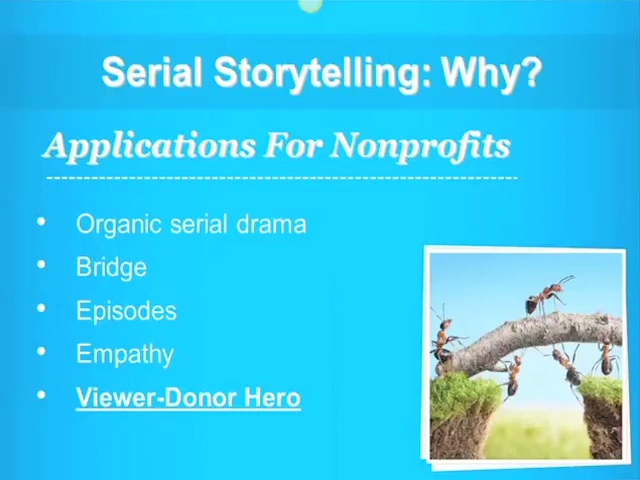 Serial Storytelling: Why?
Applications For Nonprofits
• Organic serial drama
• Bridge
• Episodes
• Empathy
• Viewer-Donor Hero